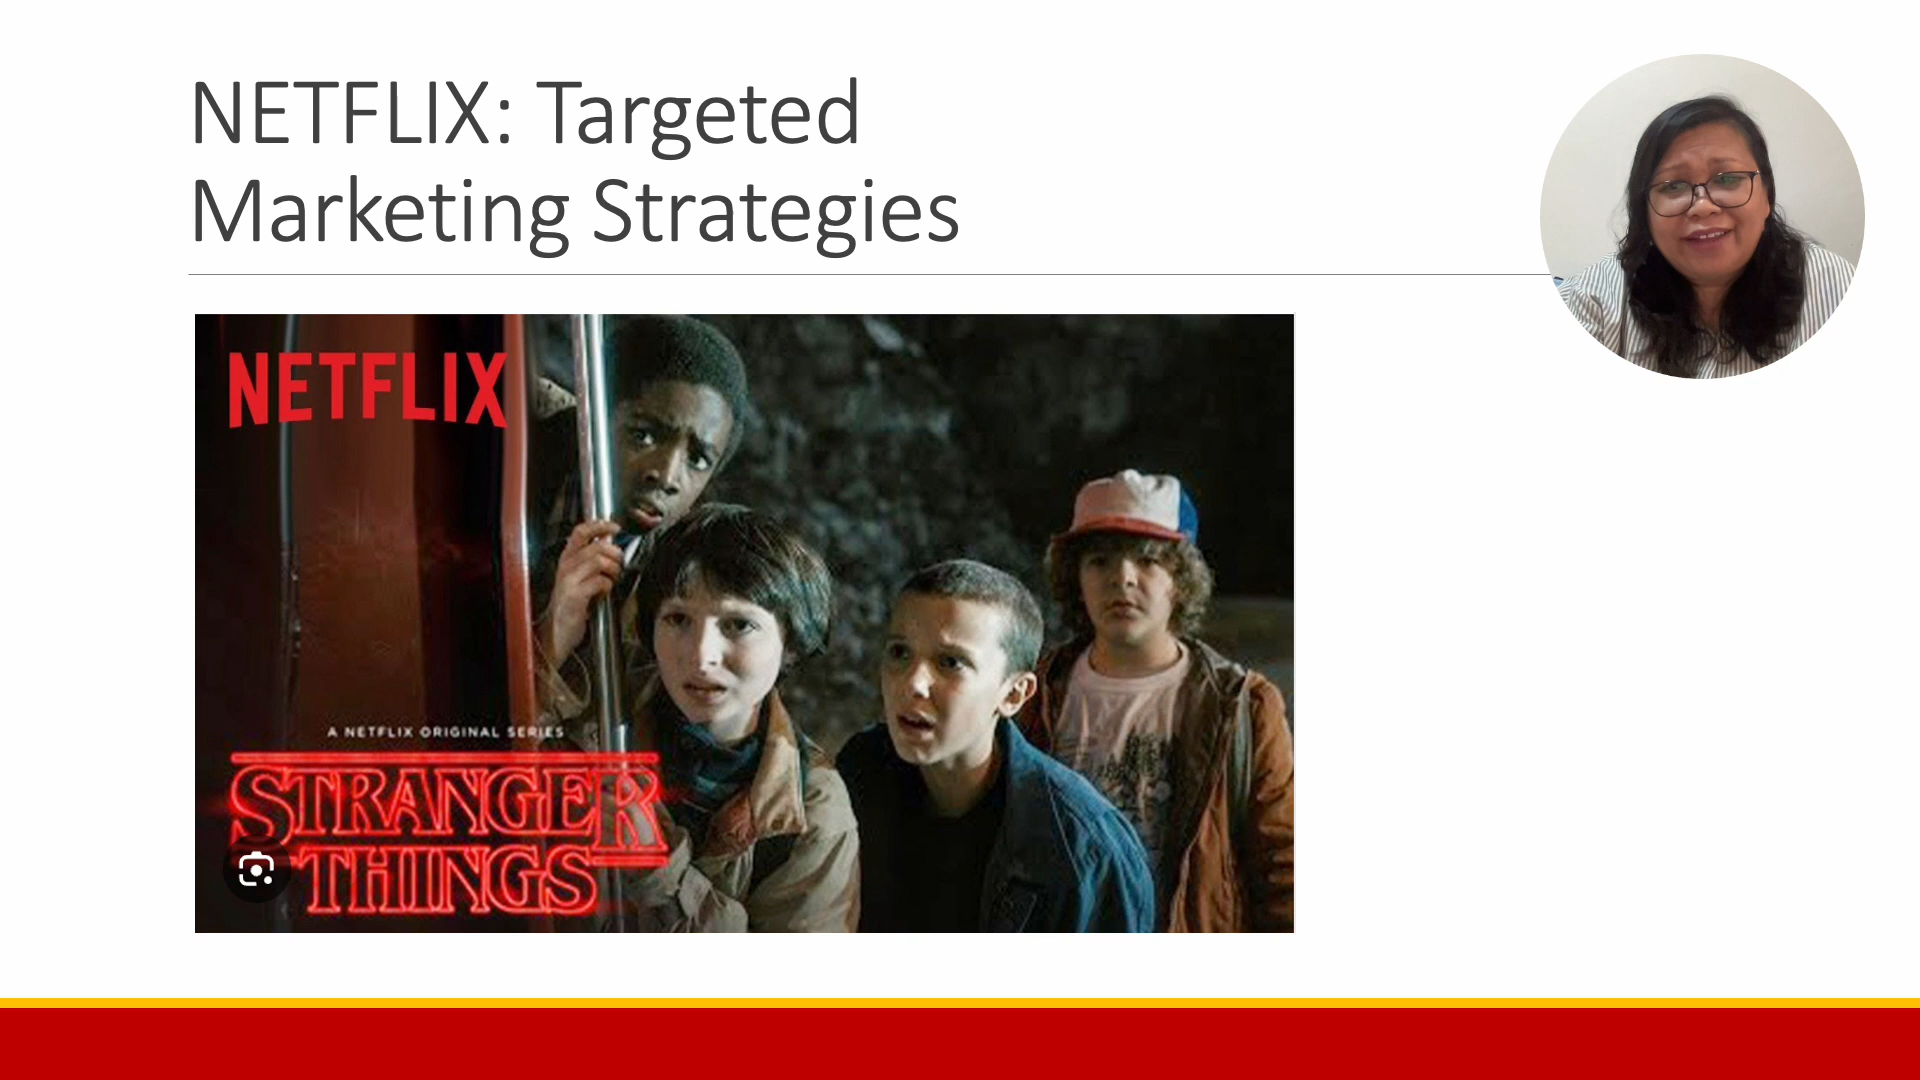 NETFLIX: Targeted
Marketing Strategies
NETFLIX
A NETFLIX ORIGINAL SERIES
STRANGER
THINGS